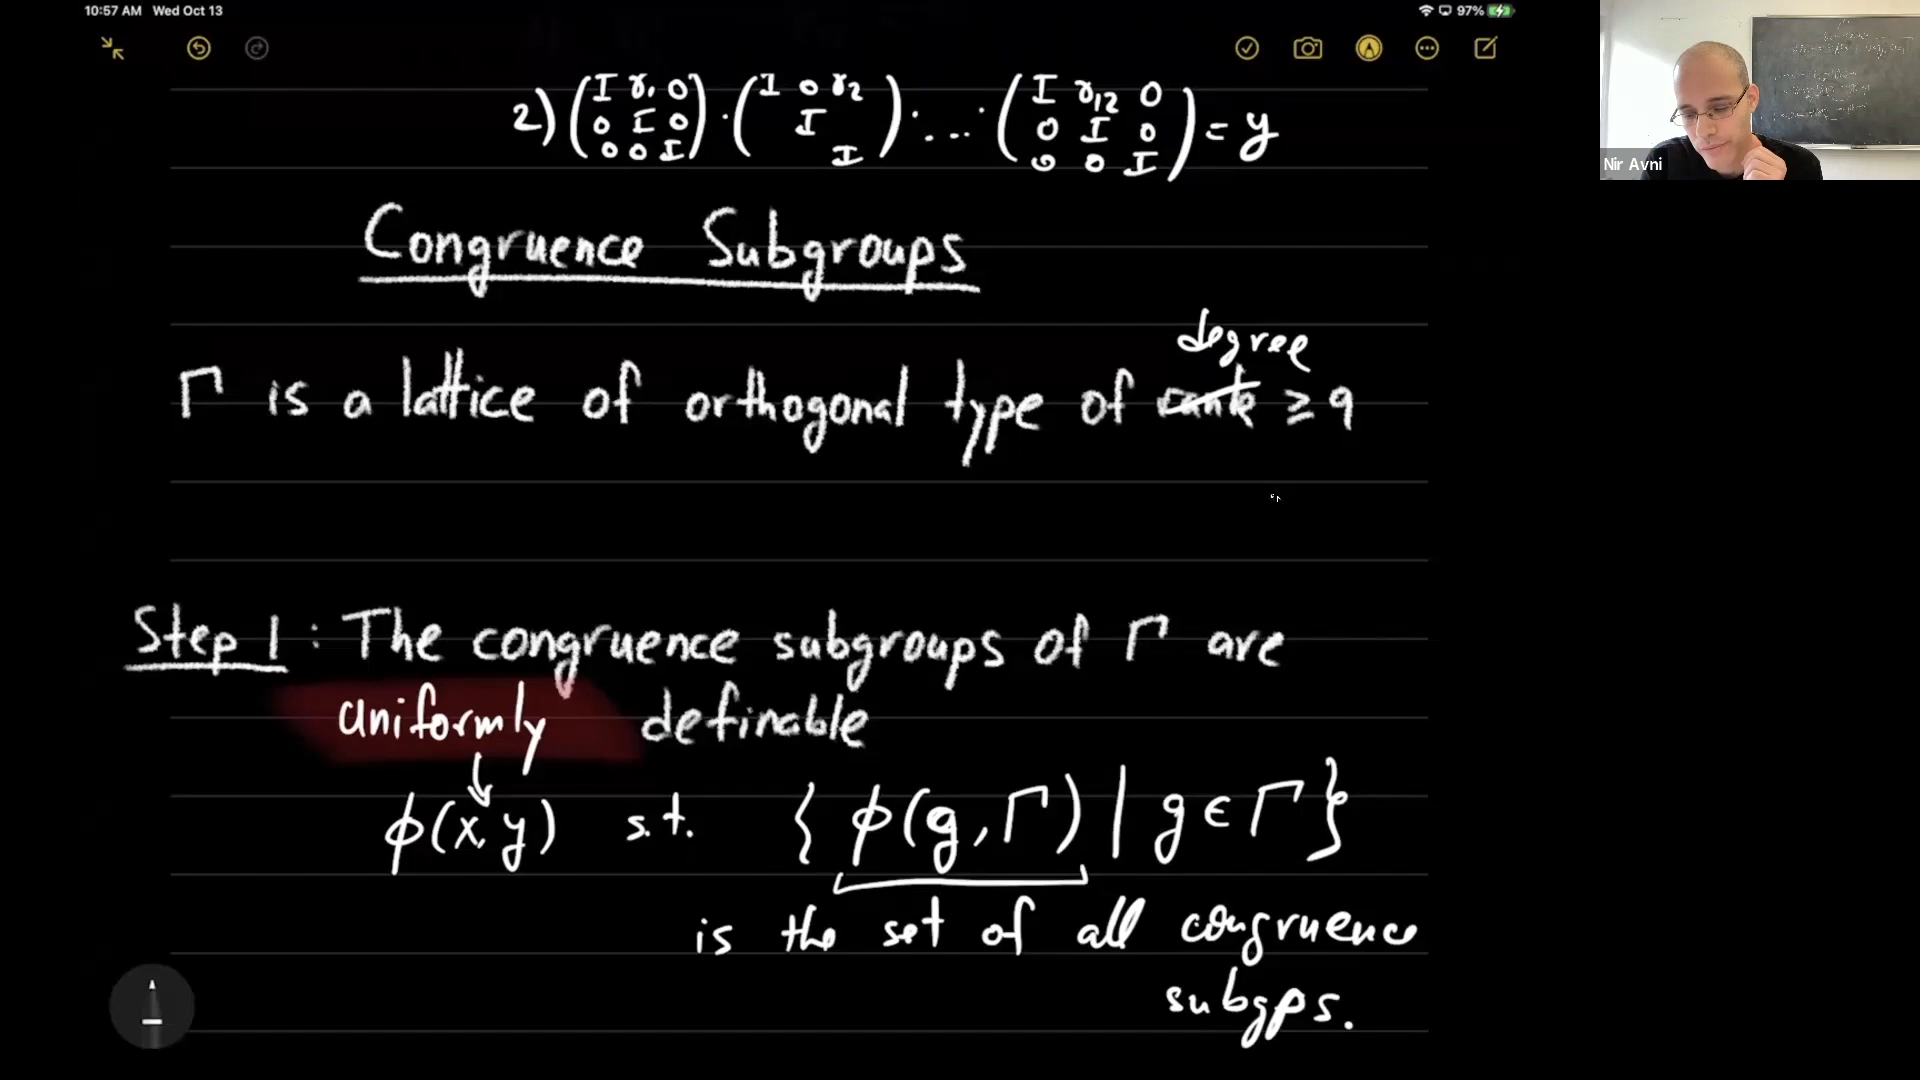 10:57 AM Wed Oct 13
97%
2) (I γ₁ 0 / 0 I 0 / 0 0 I) · (I 0 γ₂ / I / I) · ... · (I γ₁₂ 0 / 0 I 0 / 0 0 I) = y
Nir Avni
Congruence Subgroups
degree
Γ is a lattice of orthogonal type of rank ≥ 9
Step 1: The congruence subgroups of Γ are
uniformly definable
φ(x,y) s.t. { φ(g,Γ) | g ∈ Γ }
is the set of all congruence
subgps.